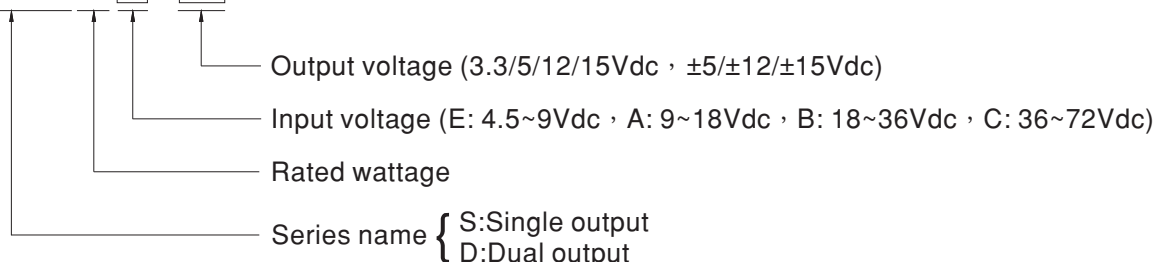 Output voltage (3.3/5/12/15Vdc，±5/±12/±15Vdc)
Input voltage (E: 4.5~9Vdc，A: 9~18Vdc，B: 18~36Vdc，C: 36~72Vdc)
Rated wattage
Series name { S:Single output
D:Dual output